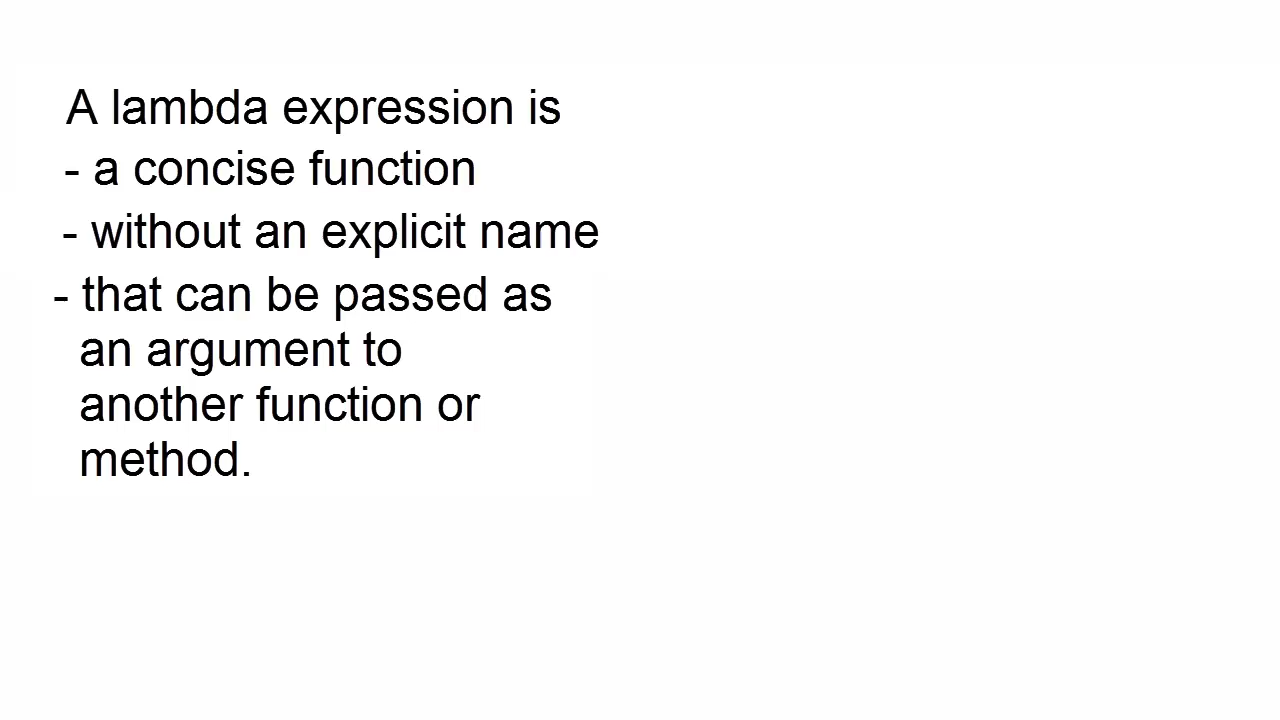 A lambda expression is
- a concise function
- without an explicit name
- that can be passed as
an argument to
another function or
method.